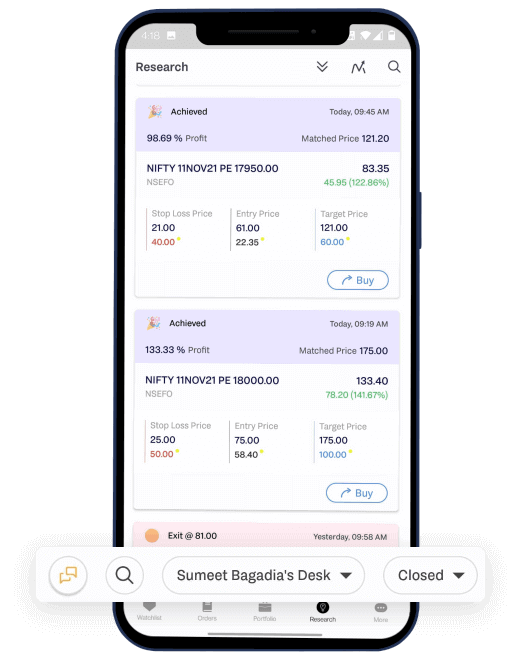 4:18
Research
Achieved Today, 09:45 AM
98.69 % Profit Matched Price 121.20
NIFTY 11NOV21 PE 17950.00 83.35
NSEFO 45.95 (122.86%)
Stop Loss Price Entry Price Target Price
21.00 61.00 121.00
40.00 22.35 60.00
Buy
Achieved Today, 09:19 AM
133.33 % Profit Matched Price 175.00
NIFTY 11NOV21 PE 18000.00 133.40
NSEFO 78.20 (141.67%)
Stop Loss Price Entry Price Target Price
25.00 75.00 175.00
50.00 58.40 100.00
Buy
Exit @ 81.00 Yesterday, 09:58 AM
Sumeet Bagadia's Desk Closed
Watchlist Orders Portfolio Research More